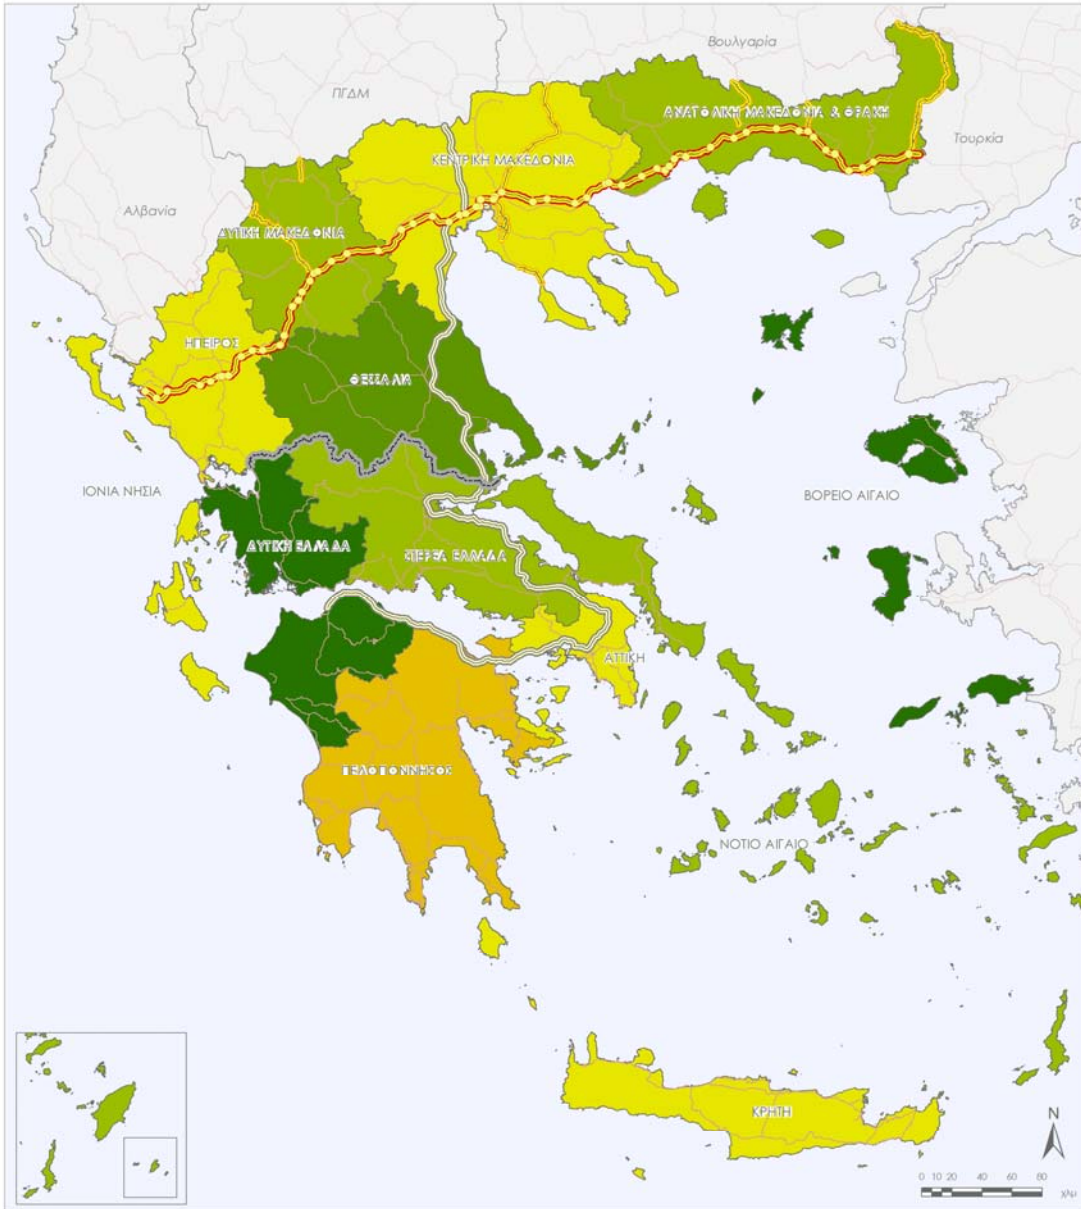 Βουλγαρία
ΠΓΔΜ
ΑΝΑΤΟΛΙΚΗ ΜΑΚΕΔΟΝΙΑ & ΘΡΑΚΗ
Τουρκία
ΚΕΝΤΡΙΚΗ ΜΑΚΕΔΟΝΙΑ
Αλβανία
ΔΥΤΙΚΗ ΜΑΚΕΔΟΝΙΑ
ΗΠΕΙΡΟΣ
ΘΕΣΣΑΛΙΑ
ΙΟΝΙΑ ΝΗΣΙΑ
ΒΟΡΕΙΟ ΑΙΓΑΙΟ
ΔΥΤΙΚΗ ΕΛΛΑΔΑ
ΣΤΕΡΕΑ ΕΛΛΑΔΑ
ΑΤΤΙΚΗ
ΠΕΛΟΠΟΝΝΗΣΟΣ
ΝΟΤΙΟ ΑΙΓΑΙΟ
ΚΡΗΤΗ
N
0 10 20 40 60 80
Χλμ